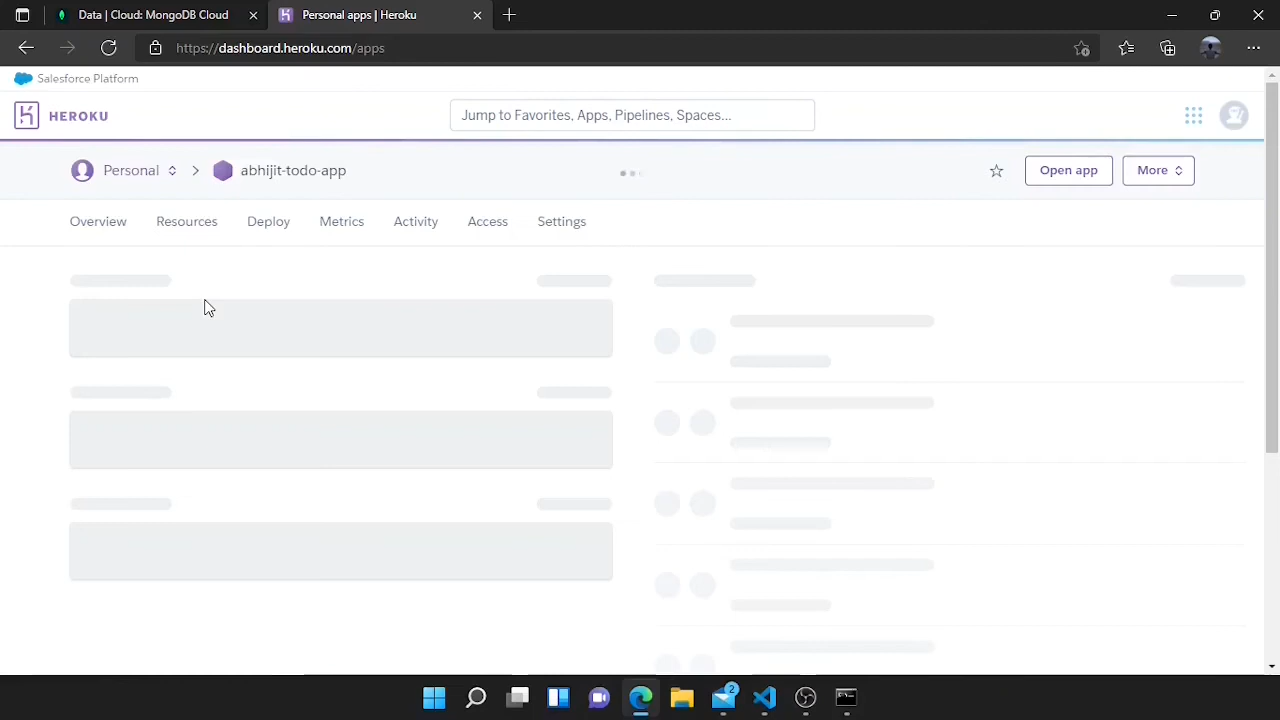 Data | Cloud: MongoDB Cloud
Personal apps | Heroku
https://dashboard.heroku.com/apps
Salesforce Platform
HEROKU
Jump to Favorites, Apps, Pipelines, Spaces...
Personal
abhijit-todo-app
Open app
More
Overview
Resources
Deploy
Metrics
Activity
Access
Settings
2